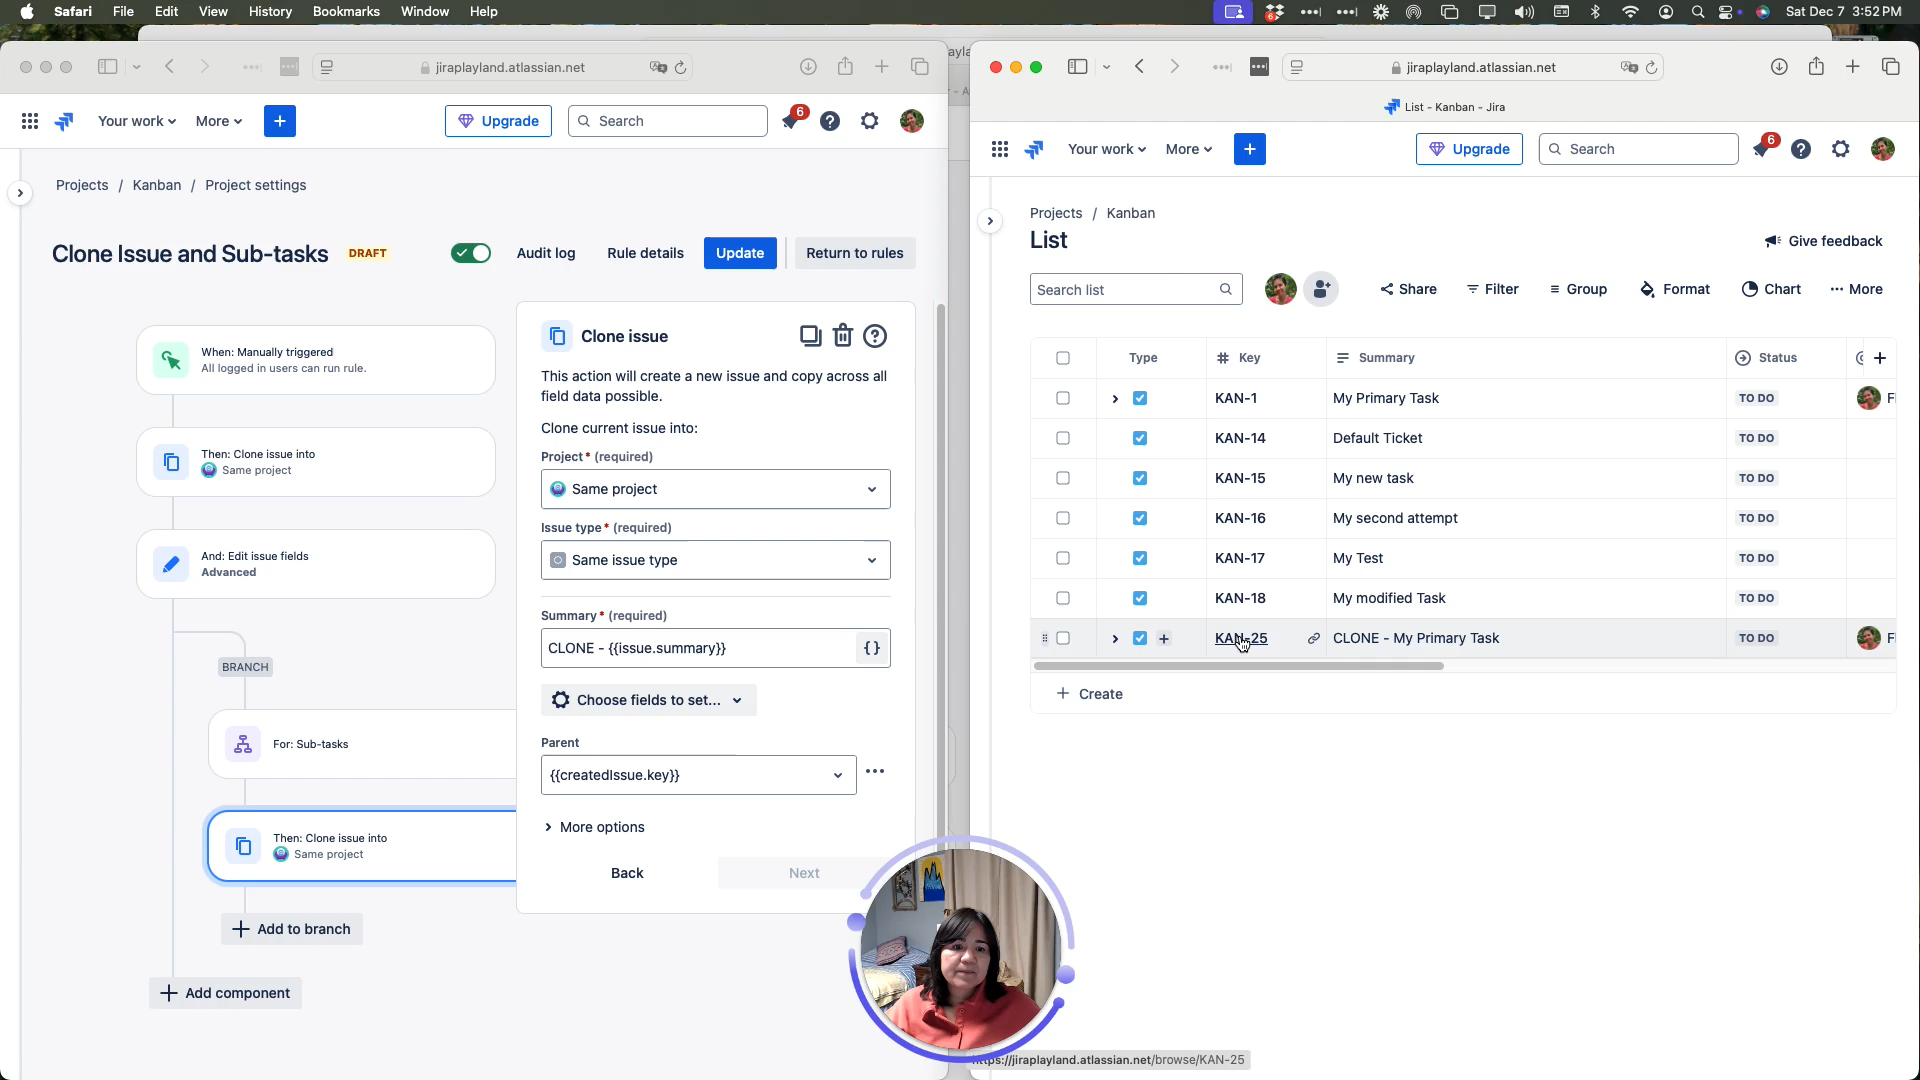 Safari File Edit View History Bookmarks Window Help
6
Sat Dec 7 3:52 PM
jiraplayland.atlassian.net
Your work More
Upgrade
Search
6
Projects / Kanban / Project settings
Clone Issue and Sub-tasks DRAFT
Audit log
Rule details
Update
Return to rules
When: Manually triggered
All logged in users can run rule.
Then: Clone issue into
Same project
And: Edit issue fields
Advanced
BRANCH
For: Sub-tasks
Then: Clone issue into
Same project
Add to branch
Add component
Clone issue
This action will create a new issue and copy across all
field data possible.
Clone current issue into:
Project* (required)
Same project
Issue type* (required)
Same issue type
Summary* (required)
CLONE - {{issue.summary}}
{}
Choose fields to set...
Parent
{{createdIssue.key}}
More options
Back
Next
jiraplayland.atlassian.net
List - Kanban - Jira
Your work More
Upgrade
Search
6
Projects / Kanban
List
Give feedback
Search list
Share
Filter
Group
Format
Chart
More
Type Key Summary Status
KAN-1 My Primary Task TO DO
KAN-14 Default Ticket TO DO
KAN-15 My new task TO DO
KAN-16 My second attempt TO DO
KAN-17 My Test TO DO
KAN-18 My modified Task TO DO
KAN-25 CLONE - My Primary Task TO DO
Create
https://jiraplayland.atlassian.net/browse/KAN-25